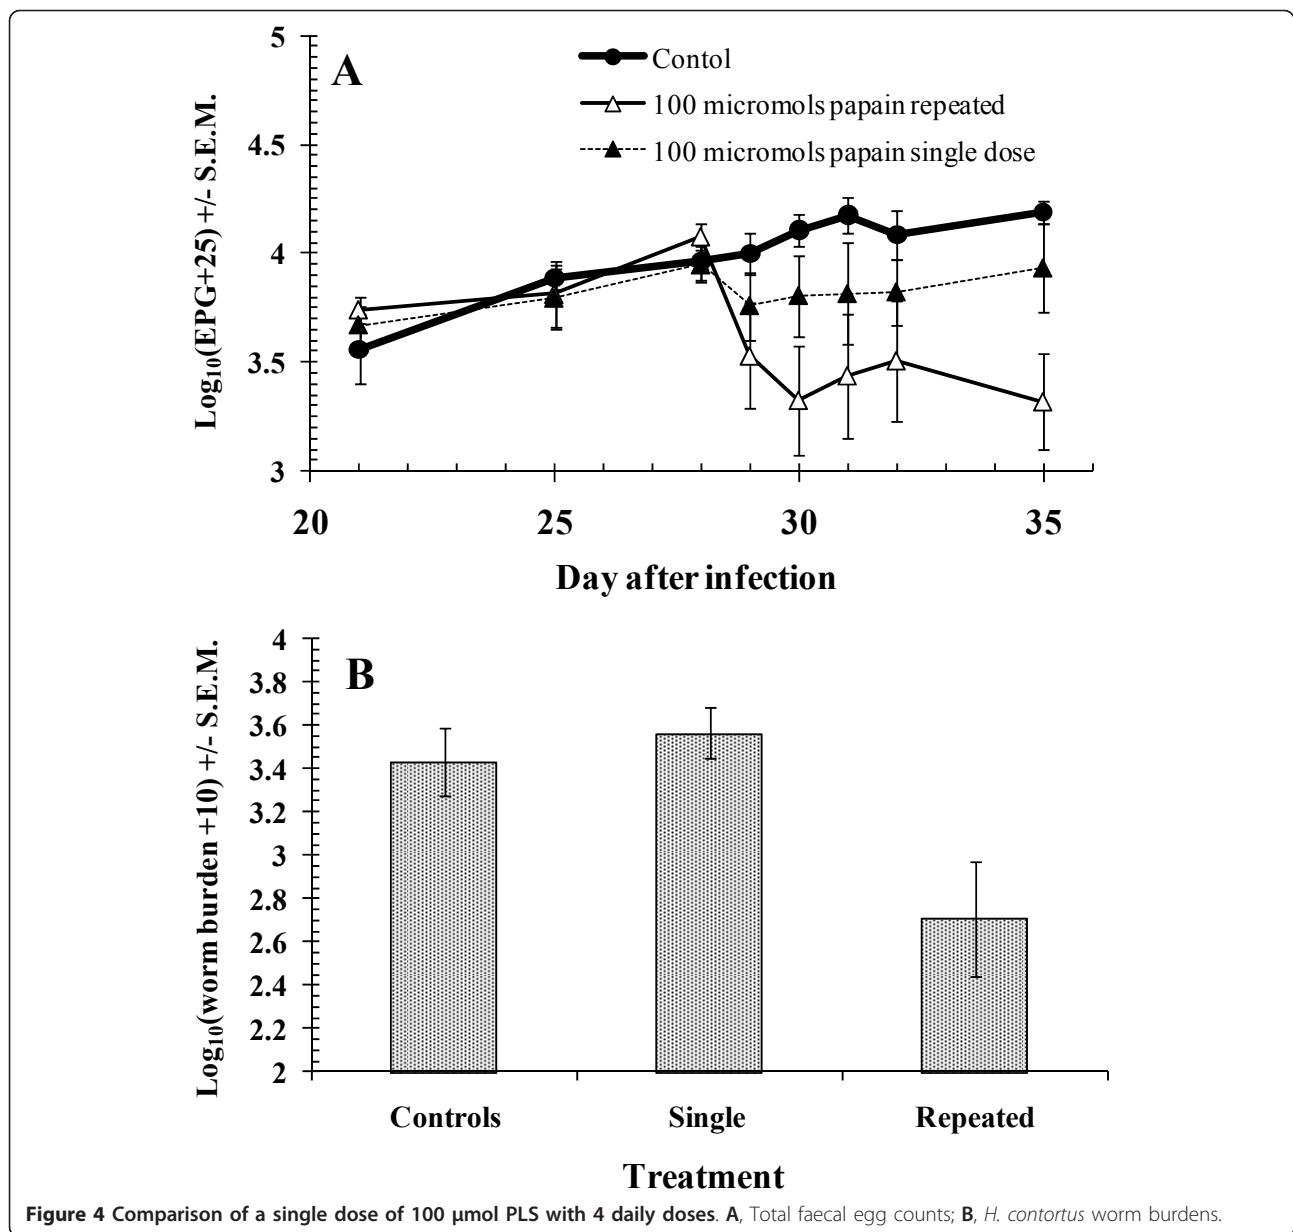 A
Contol
100 micromols papain repeated
100 micromols papain single dose
Log10(EPG+25) +/- S.E.M.
5
4.5
4
3.5
3
20 25 30 35
Day after infection
B
Log10(worm burden +10) +/- S.E.M.
4
3.8
3.6
3.4
3.2
3
2.8
2.6
2.4
2.2
2
Controls Single Repeated
Treatment
Figure 4 Comparison of a single dose of 100 μmol PLS with 4 daily doses. A, Total faecal egg counts; B, H. contortus worm burdens.